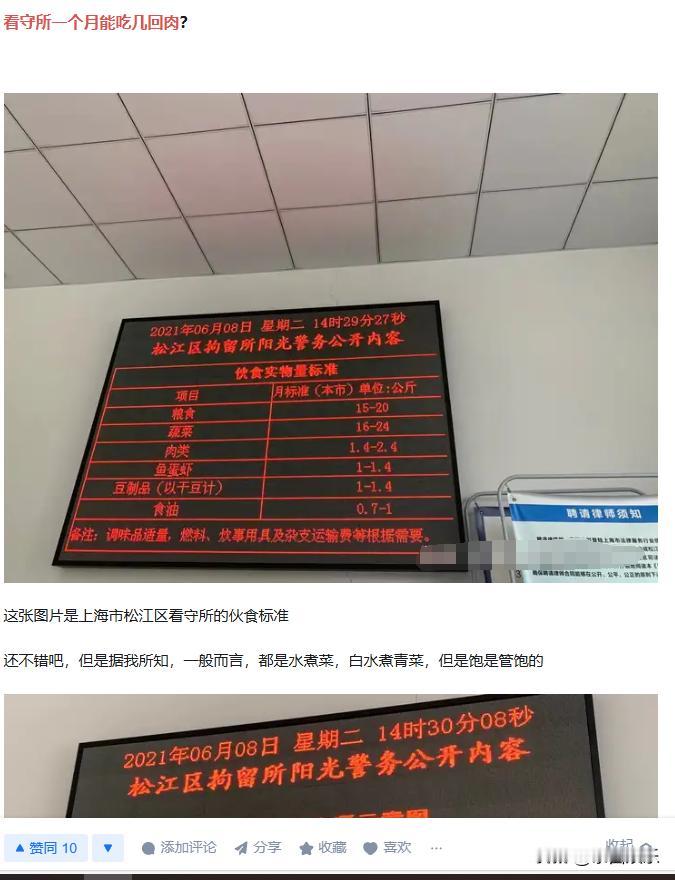 看守所一个月能吃几回肉?
2021年06月08日 星期二 14时29分27秒
松江区拘留所阳光警务公开内容
伙食实物量标准
项目 月标准（本市）单位:公斤
粮食 15-20
蔬菜 16-24
肉类 1.4-2.4
鱼蛋虾 1-1.4
豆制品（以干豆计） 1-1.4
食油 0.7-1
备注: 调味品适量, 燃料、炊事用具及杂支运输费等根据需要。
聘请律师须知
这张图片是上海市松江区看守所的伙食标准
还不错吧，但是据我所知，一般而言，都是水煮菜，白水煮青菜，但是饱是管饱的
2021年06月08日 星期二 14时30分08秒
松江区拘留所阳光警务公开内容
赞同 10 添加评论 分享 收藏 喜欢 ··· 收起